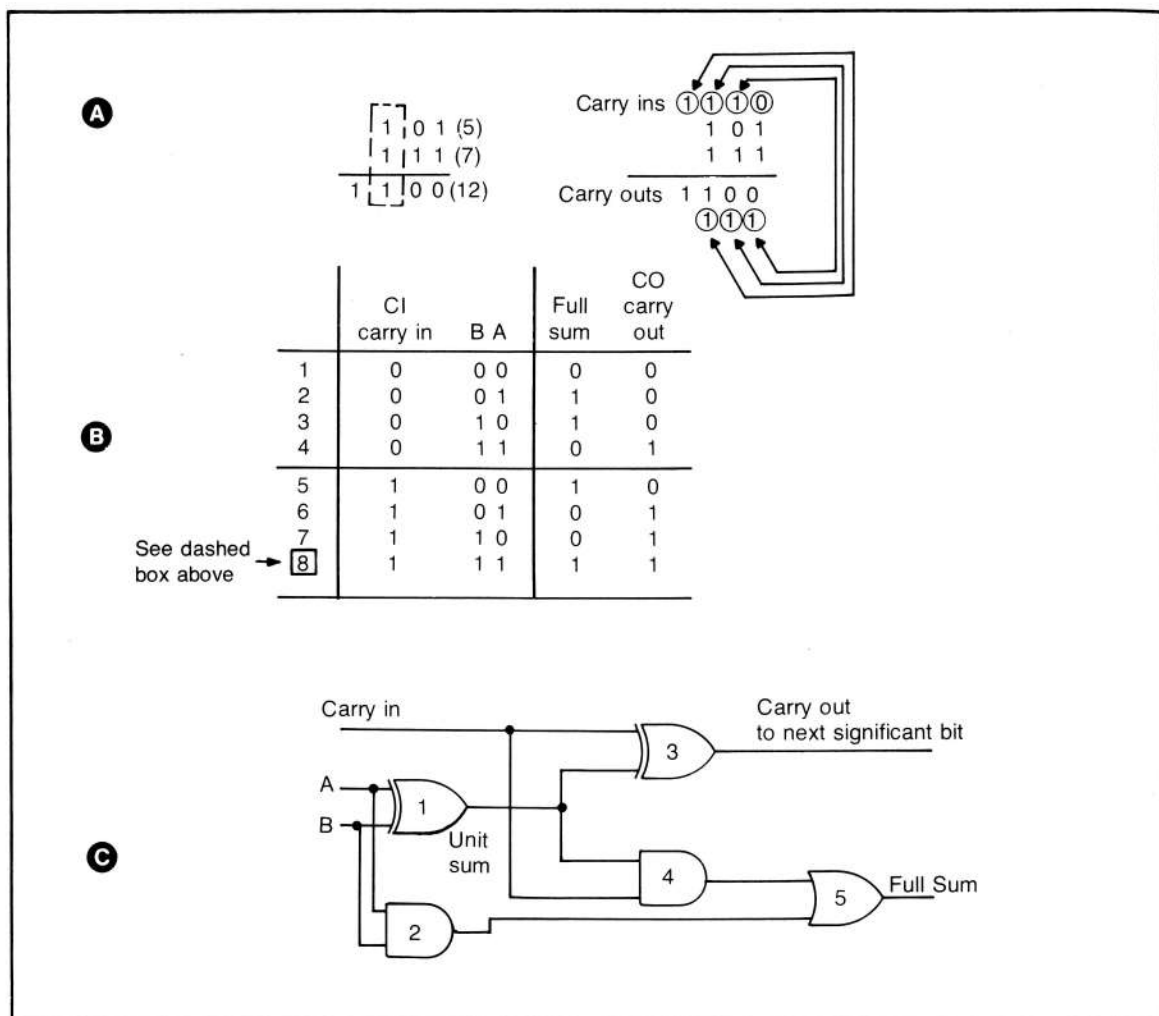 A
1 0 1 (5)
1 1 1 (7)
1 1 0 0 (12)
Carry ins 1 1 1 0
1 0 1
1 1 1
Carry outs 1 1 0 0
1 1 1
B
CI carry in B A Full sum CO carry out
1 0 0 0 0 0
2 0 0 1 1 0
3 0 1 0 1 0
4 0 1 1 0 1
5 1 0 0 1 0
6 1 0 1 0 1
7 1 1 0 0 1
See dashed box above
8 1 1 1 1 1
C
Carry in
Carry out
to next significant bit
3
A
B
1
Unit
sum
4
5
Full Sum
2